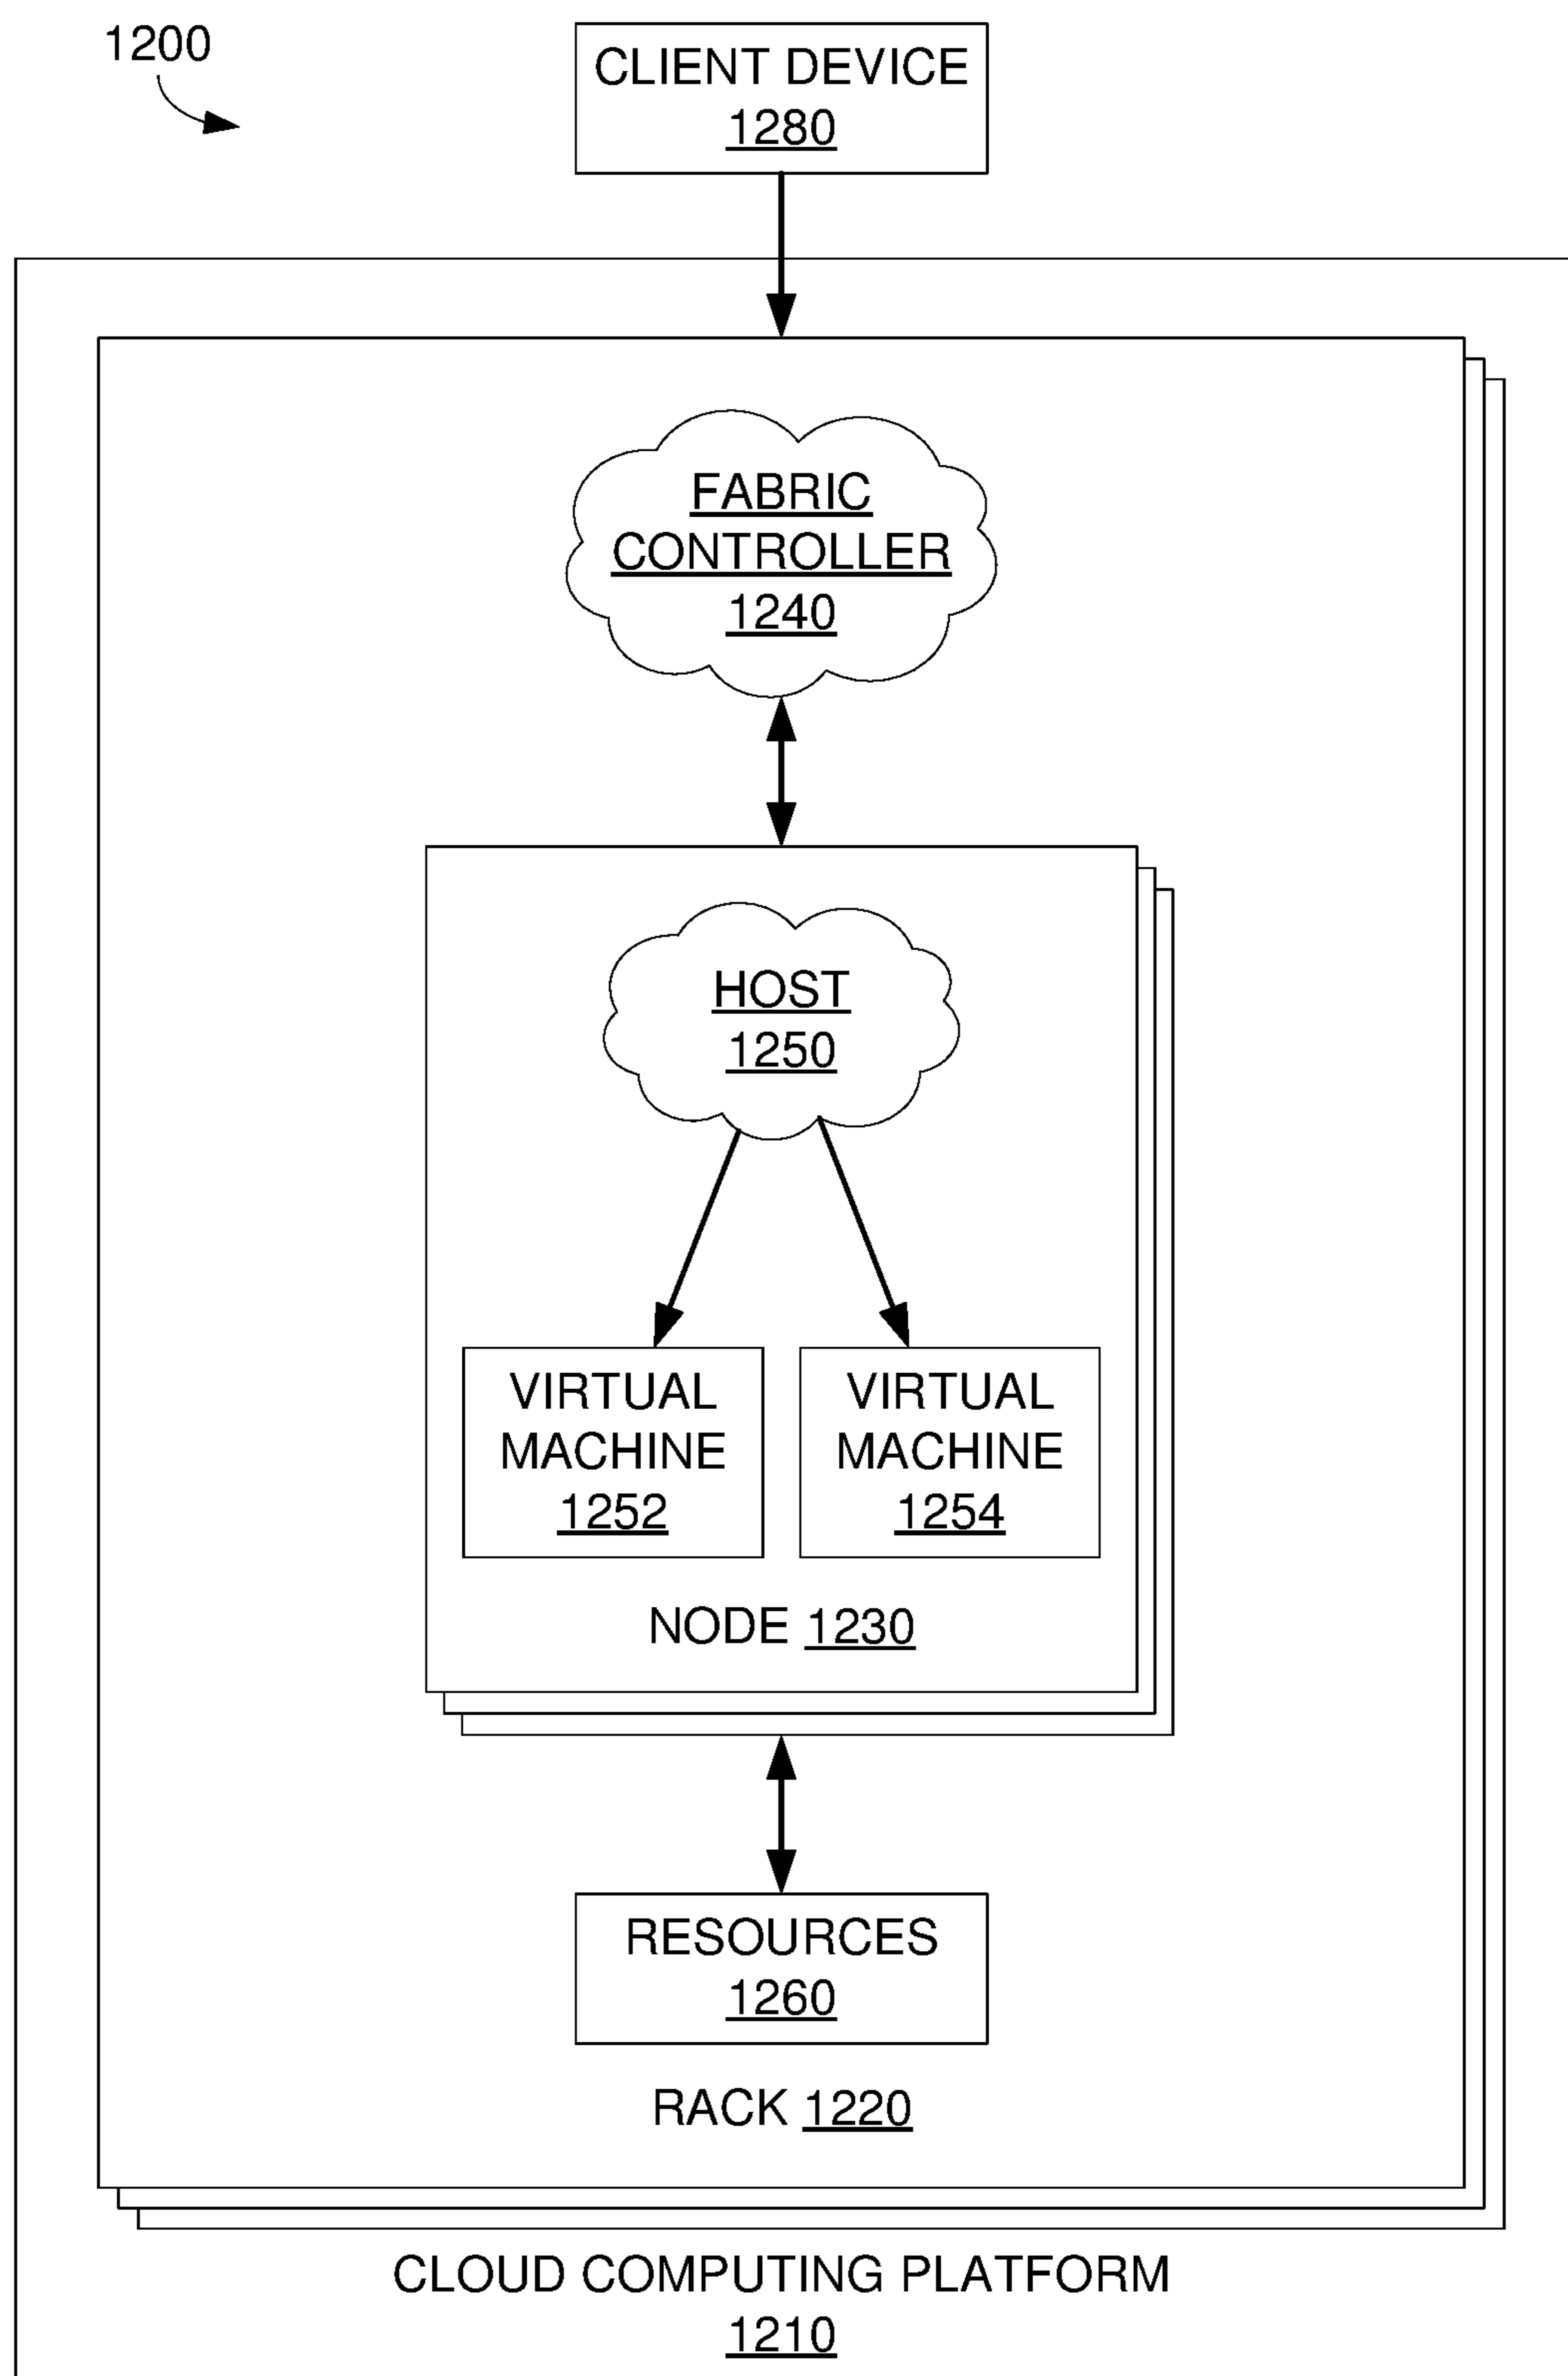 1200
CLIENT DEVICE
1280
FABRIC
CONTROLLER
1240
HOST
1250
VIRTUAL
MACHINE
1252
VIRTUAL
MACHINE
1254
NODE 1230
RESOURCES
1260
RACK 1220
CLOUD COMPUTING PLATFORM
1210